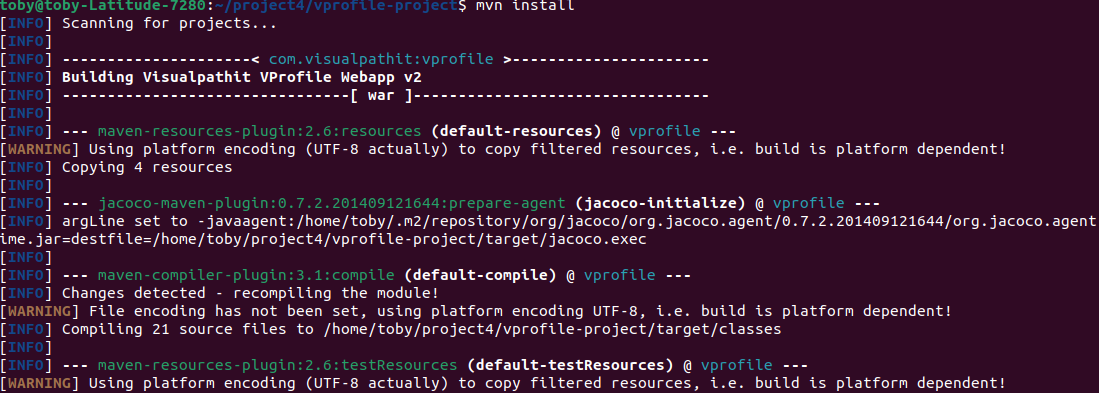 toby@toby-Latitude-7280:~/project4/vprofile-project$ mvn install
[INFO] Scanning for projects...
[INFO]
[INFO] ---------------------< com.visualpathit:vprofile >----------------------
[INFO] Building Visualpathit VProfile Webapp v2
[INFO] --------------------------------[ war ]---------------------------------
[INFO]
[INFO] --- maven-resources-plugin:2.6:resources (default-resources) @ vprofile ---
[WARNING] Using platform encoding (UTF-8 actually) to copy filtered resources, i.e. build is platform dependent!
[INFO] Copying 4 resources
[INFO]
[INFO] --- jacoco-maven-plugin:0.7.2.201409121644:prepare-agent (jacoco-initialize) @ vprofile ---
[INFO] argLine set to -javaagent:/home/toby/.m2/repository/org/jacoco/org.jacoco.agent/0.7.2.201409121644/org.jacoco.agent
ime.jar=destfile=/home/toby/project4/vprofile-project/target/jacoco.exec
[INFO]
[INFO] --- maven-compiler-plugin:3.1:compile (default-compile) @ vprofile ---
[INFO] Changes detected - recompiling the module!
[WARNING] File encoding has not been set, using platform encoding UTF-8, i.e. build is platform dependent!
[INFO] Compiling 21 source files to /home/toby/project4/vprofile-project/target/classes
[INFO]
[INFO] --- maven-resources-plugin:2.6:testResources (default-testResources) @ vprofile ---
[WARNING] Using platform encoding (UTF-8 actually) to copy filtered resources, i.e. build is platform dependent!